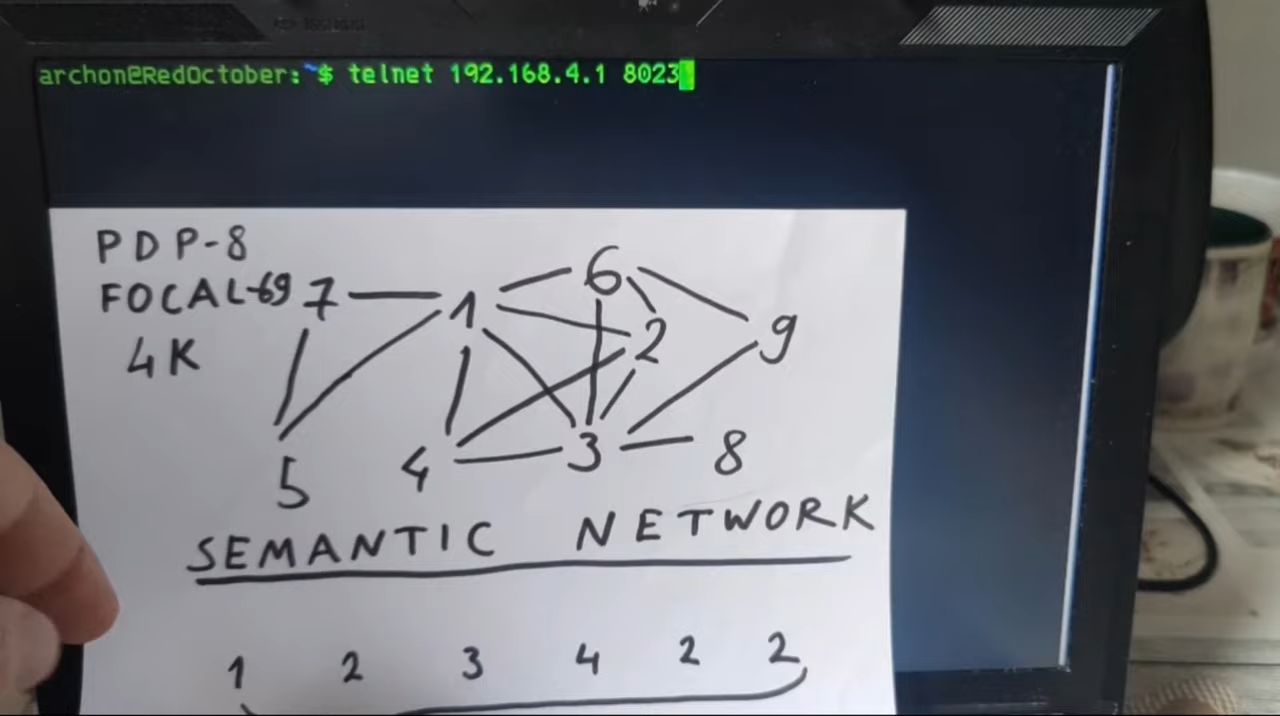 archon@RedOctober:~$ telnet 192.168.4.1 8023
PDP-8
FOCAL-69
4K
7 1 6 2 9
5 4 3 8
SEMANTIC NETWORK
1 2 3 4 2 2